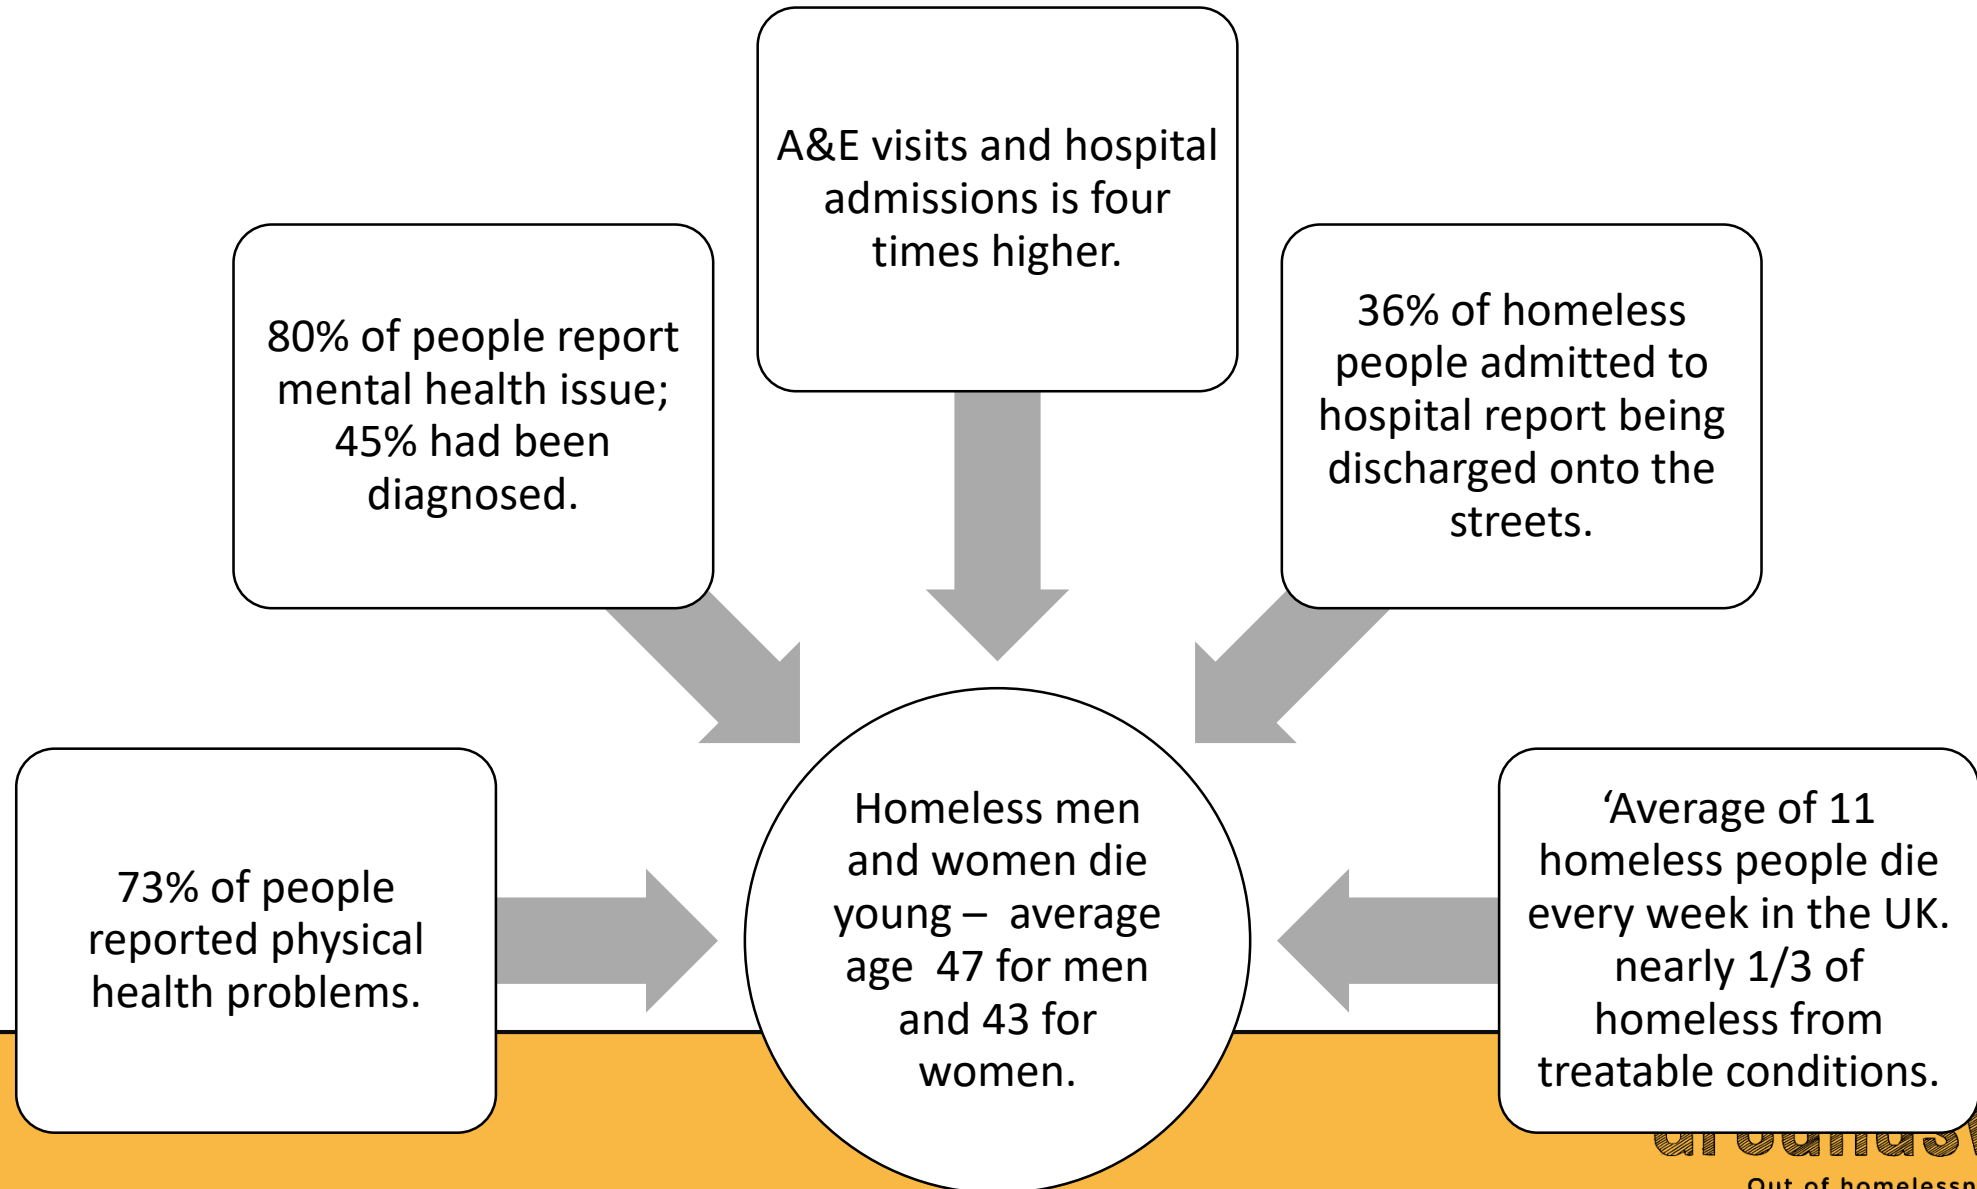 A&E visits and hospital
admissions is four
times higher.
80% of people report
mental health issue;
45% had been
diagnosed.
36% of homeless
people admitted to
hospital report being
discharged onto the
streets.
73% of people
reported physical
health problems.
Homeless men
and women die
young –  average
age  47 for men
and 43 for
women.
‘Average of 11
homeless people die
every week in the UK.
nearly 1/3 of
homeless from
treatable conditions.
Out of